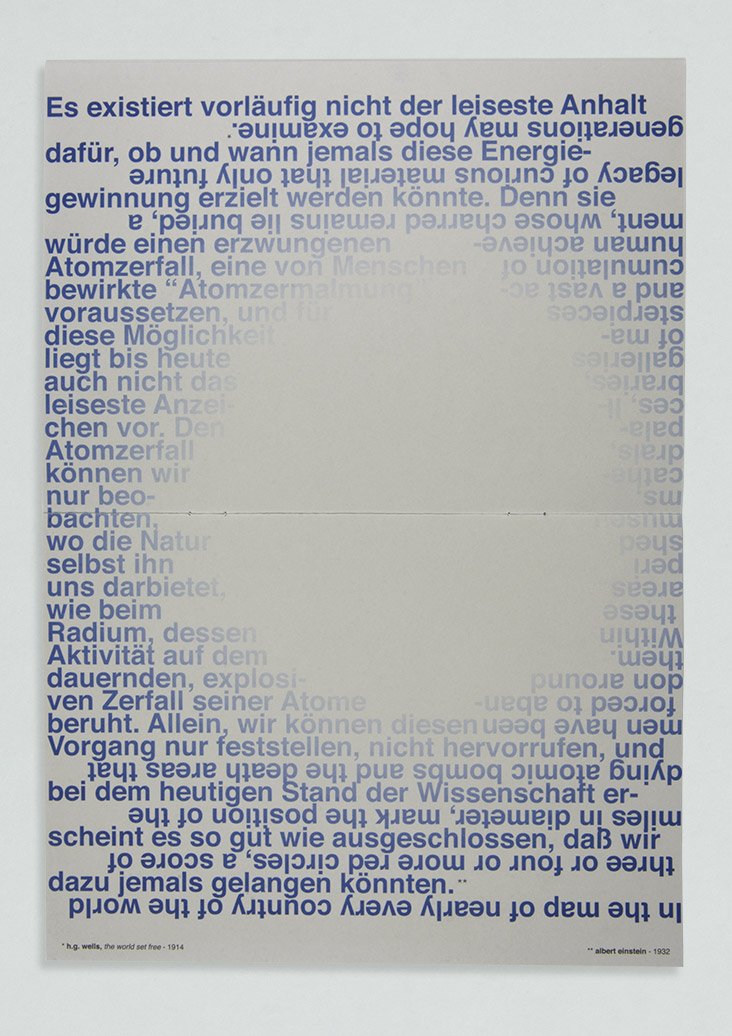 Es existiert vorläufig nicht der leiseste Anhalt
dafür, ob und wann jemals diese Energie-
gewinnung erzielt werden könnte. Denn sie
würde einen erzwungenen
Atomzerfall, eine von Menschen
bewirkte “Atomzermalmung
voraussetzen, und für
diese Möglichkeit
liegt bis heute
auch nicht das
leiseste Anzei-
chen vor. Den
Atomzerfall
können wir
nur beo-
bachten,
wo die Natur
selbst ihn
uns darbietet,
wie beim
Radium, dessen
Aktivität auf dem
dauernden, explosi-
ven Zerfall seiner Atome
beruht. Allein, wir können diesen
Vorgang nur feststellen, nicht hervorrufen, und
bei dem heutigen Stand der Wissenschaft er-
scheint es so gut wie ausgeschlossen, daß wir
dazu jemals gelangen könnten.**
In the map of nearly every country of the world
three or four or more red circles, a score of
miles in diameter, mark the position of the
dying atomic bombs and the death areas that
men have been
forced to aban-
don around
them.
Within
these
areas
peri
shed
museu
ms,
cathe-
drals
pala-
ces, li-
braries,
galleries
of ma-
sterpieces
and a vast ac-
cumulation of
human achieve-
ment, whose charred remains lie buried, a
legacy of curious material that only future
generations may hope to examine.*
* h.g. wells, the world set free - 1914
** albert einstein - 1932